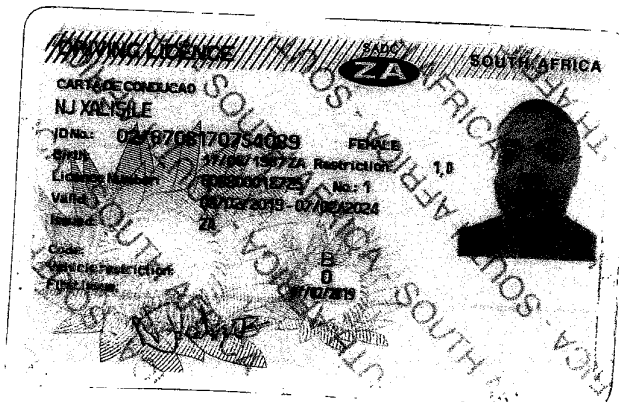 DRIVING LICENCE
SADC
ZA
SOUTH AFRICA
CARTA DE CONDUCAO
NJ XALISILE
ID No.: 02/6708170754089 FEMALE
Birth: 17/08/1967 ZA Restriction: 1,0
Licence Number: No.: 1
Valid: 08/02/2019 - 07/02/2024
Issued: ZA
Code: B
Vehicle restriction: 0
First issue: 07/02/2019